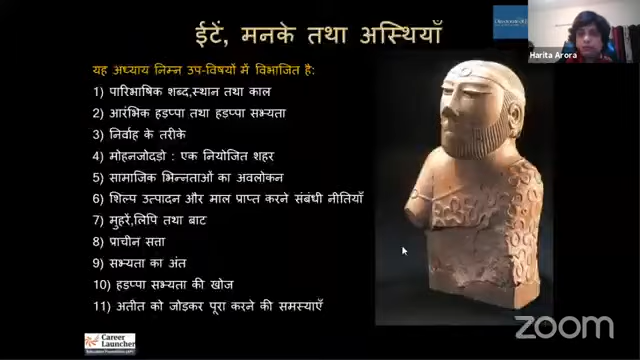 ईटें, मनके तथा अस्थियाँ
यह अध्याय निम्न उप-विषयों में विभाजित है:
1) पारिभाषिक शब्द,स्थान तथा काल
2) आरंभिक हड़प्पा तथा हड़प्पा सभ्यता
3) निर्वाह के तरीके
4) मोहनजोदड़ो : एक नियोजित शहर
5) सामाजिक भिन्नताओं का अवलोकन
6) शिल्प उत्पादन और माल प्राप्त करने संबंधी नीतियाँ
7) मुहरें,लिपि तथा बाट
8) प्राचीन सत्ता
9) सभ्यता का अंत
10) हड़प्पा सभ्यता की खोज
11) अतीत को जोड़कर पूरा करने की समस्याएँ
Harita Arora
Career
Launcher
zoom